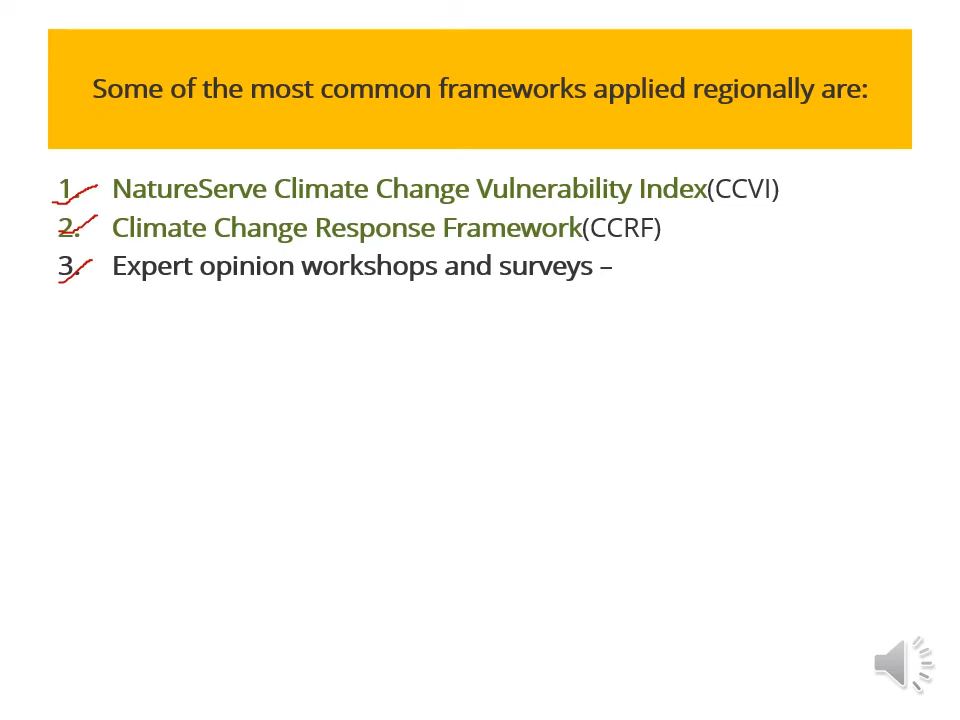 Some of the most common frameworks applied regionally are:
1. NatureServe Climate Change Vulnerability Index(CCVI)
2. Climate Change Response Framework(CCRF)
3. Expert opinion workshops and surveys –